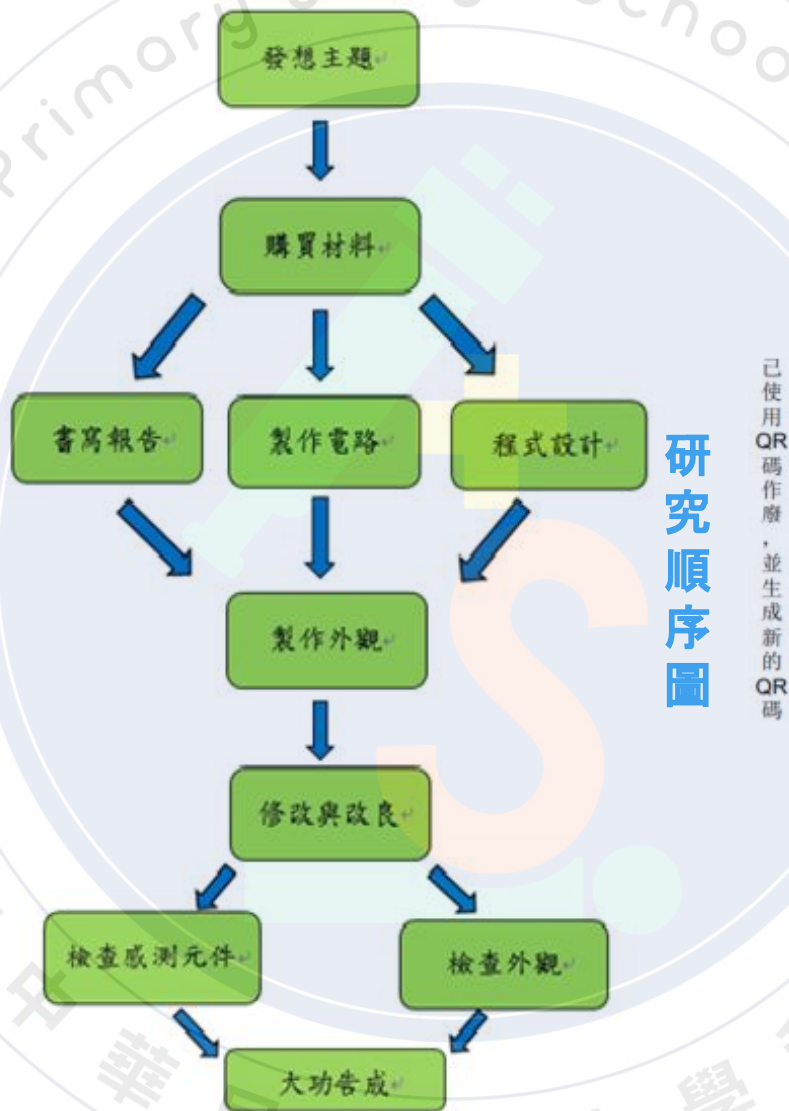 發想主題
購買材料
書寫報告
製作電路
程式設計
製作外觀
修改與改良
檢查感測元件
檢查外觀
大功告成
研究順序圖
已使用QR碼作廢，並生成新的QR碼
Primary